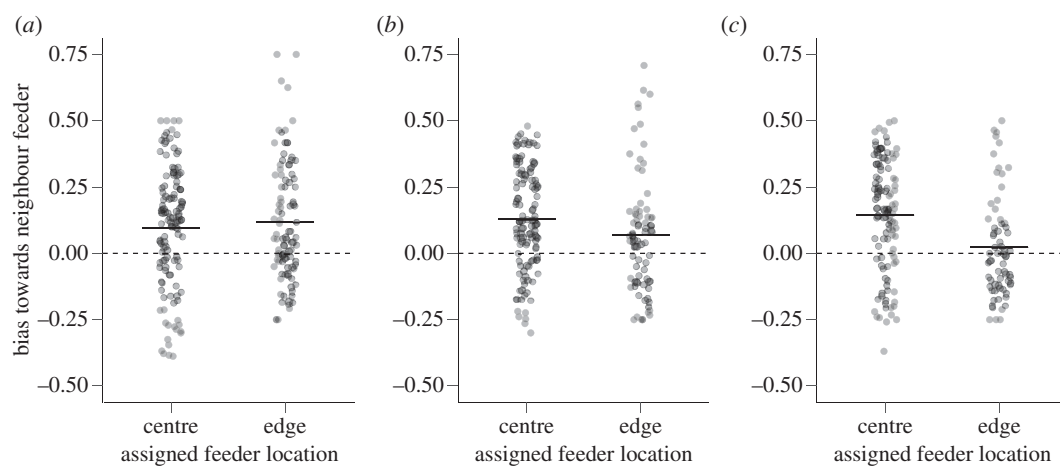 (a)
(b)
(c)
bias towards neighbour feeder
0.75
0.50
0.25
0.00
–0.25
–0.50
centre
edge
assigned feeder location
0.75
0.50
0.25
0.00
–0.25
–0.50
centre
edge
assigned feeder location
0.75
0.50
0.25
0.00
–0.25
–0.50
centre
edge
assigned feeder location